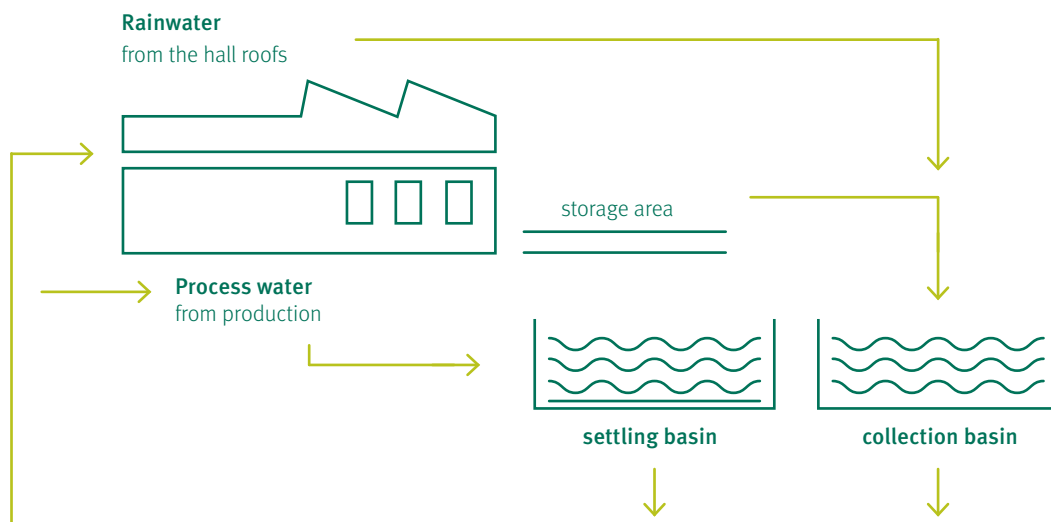 Rainwater
from the hall roofs
storage area
Process water
from production
settling basin
collection basin